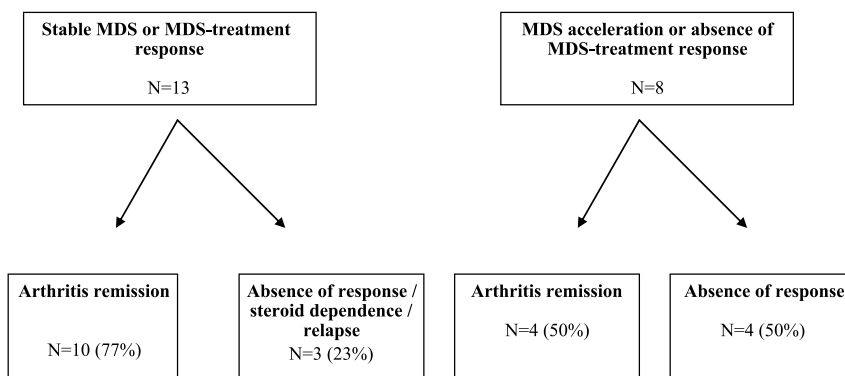 Stable MDS or MDS-treatment
response
N=13
MDS acceleration or absence of
MDS-treatment response
N=8
Arthritis remission
N=10 (77%)
Absence of response /
steroid dependence /
relapse
N=3 (23%)
Arthritis remission
N=4 (50%)
Absence of response
N=4 (50%)